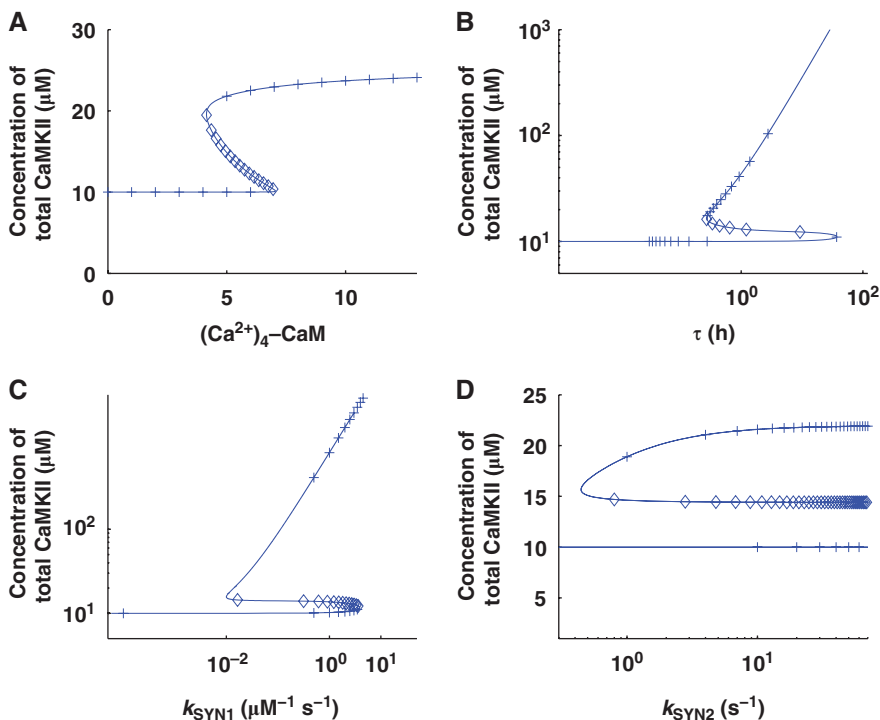 A
Concentration of
total CaMKII (μM)
30
20
10
0
0 5 10
(Ca²⁺)₄–CaM
B
Concentration of
total CaMKII (μM)
10³
10²
10¹
10⁰ 10²
τ (h)
C
Concentration of
total CaMKII (μM)
10²
10¹
10⁻² 10⁰ 10¹
k_SYN1 (μM⁻¹ s⁻¹)
D
Concentration of
total CaMKII (μM)
25
20
15
10
5
10⁰ 10¹
k_SYN2 (s⁻¹)